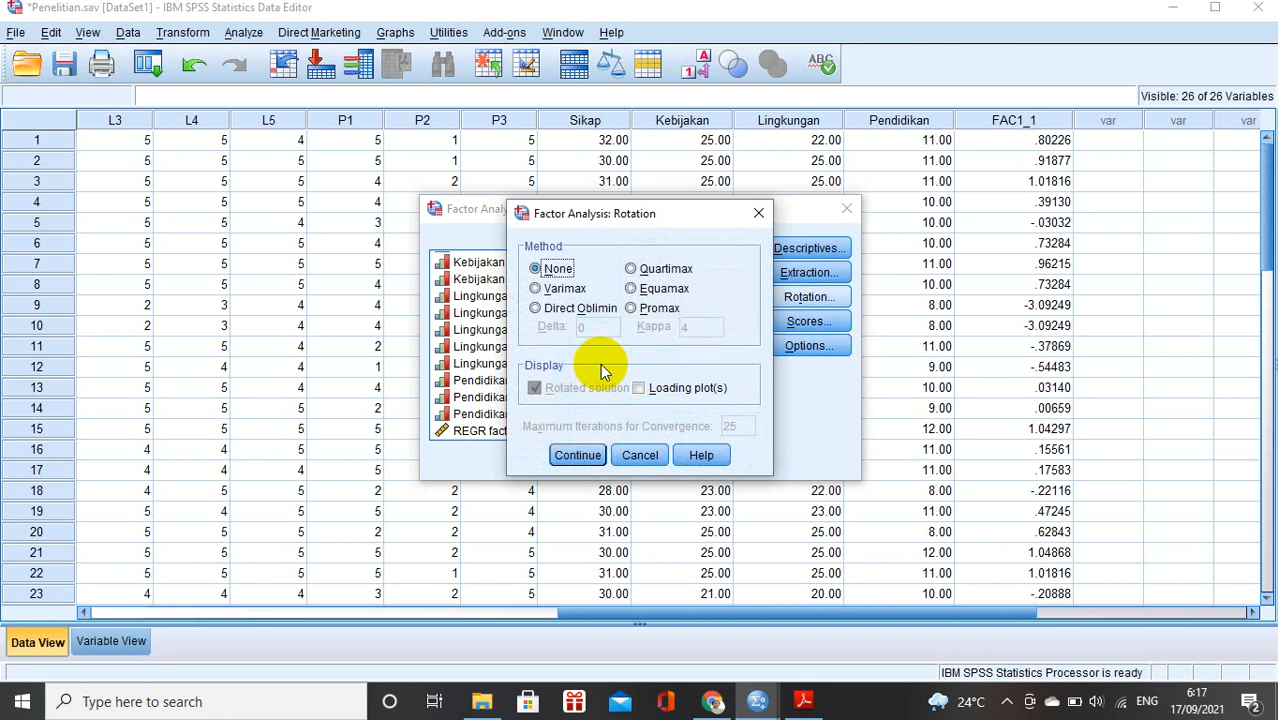 *Penelitian.sav [DataSet1] - IBM SPSS Statistics Data Editor
File Edit View Data Transform Analyze Direct Marketing Graphs Utilities Add-ons Window Help
Visible: 26 of 26 Variables
L3 L4 L5 P1 P2 P3 Sikap Kebijakan Lingkungan Pendidikan FAC1_1 var var var
1 5 5 4 5 1 5 32.00 25.00 22.00 11.00 .80226
2 5 5 5 5 1 5 30.00 25.00 25.00 11.00 .91877
3 5 5 5 4 2 5 31.00 25.00 25.00 11.00 1.01816
4 5 5 5 4 10.00 .39130
5 5 5 4 3 10.00 -.03032
6 5 5 5 4 10.00 .73284
7 5 5 5 4 11.00 .96215
8 5 5 5 4 11.00 1.01816
9 2 3 3 4 8.00 -3.09249
10 2 3 3 4 8.00 -3.09249
11 5 5 4 2 10.00 -.37869
12 5 4 4 1 11.00 -.54483
13 5 5 5 4 10.00 .03140
14 5 5 5 2 9.00 .00659
15 5 5 5 5 12.00 1.04297
16 5 4 4 4 11.00 .15561
17 5 4 4 4 11.00 .17583
18 4 5 5 2 2 4 28.00 23.00 22.00 8.00 -.22116
19 5 4 5 5 2 4 30.00 23.00 23.00 11.00 .47245
20 5 5 5 2 2 4 31.00 25.00 25.00 8.00 .62843
21 5 5 5 5 2 5 30.00 25.00 25.00 12.00 1.04868
22 5 5 5 5 1 5 31.00 25.00 25.00 11.00 1.01816
23 4 4 4 3 2 5 30.00 21.00 20.00 10.00 -.20888
Factor Analy
Kebijakan
Kebijakan
Lingkunga
Lingkunga
Lingkunga
Lingkunga
Lingkunga
Pendidikan
Pendidikan
Pendidikan
REGR fact
Descriptives...
Extraction...
Rotation...
Scores...
Options...
Factor Analysis: Rotation
Method
None Quartimax
Varimax Equamax
Direct Oblimin Promax
Delta: 0 Kappa 4
Display
Rotated solution Loading plot(s)
Maximum Iterations for Convergence: 25
Continue Cancel Help
Data View Variable View
IBM SPSS Statistics Processor is ready
Type here to search
24°C ENG 6:17
17/09/2021 2